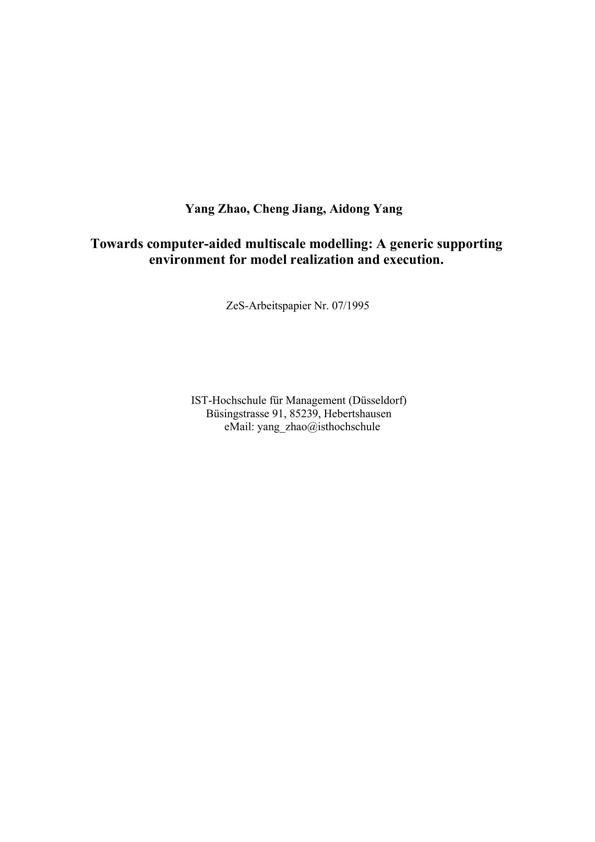 Yang Zhao, Cheng Jiang, Aidong Yang
Towards computer-aided multiscale modelling: A generic supporting
environment for model realization and execution.
ZeS-Arbeitspapier Nr. 07/1995
IST-Hochschule für Management (Düsseldorf)
Büsingstrasse 91, 85239, Hebertshausen
eMail: yang_zhao@isthochschule